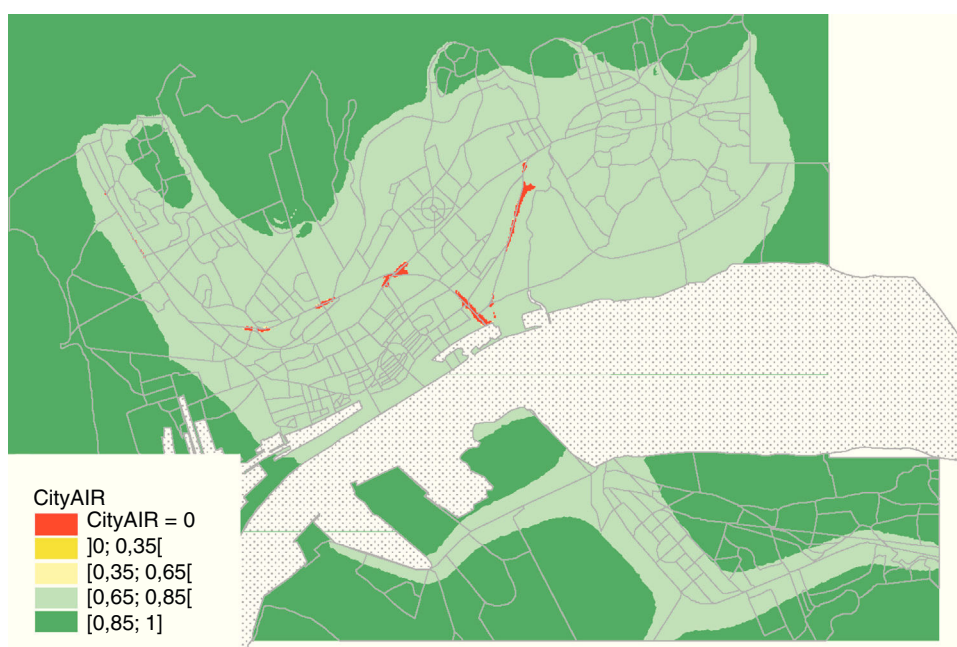 CityAIR
CityAIR = 0
]0; 0,35[
[0,35; 0,65[
[0,65; 0,85[
[0,85; 1]